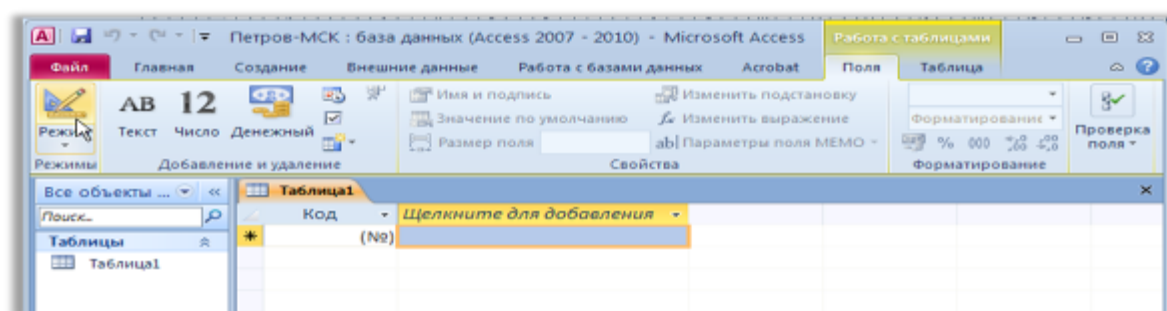 Петров-МСК : база данных (Access 2007 - 2010) - Microsoft Access Работа с таблицами
Файл Главная Создание Внешние данные Работа с базами данных Acrobat Поля Таблица
АВ 12 Имя и подпись Изменить подстановку
Режим Текст Число Денежный Значение по умолчанию fx Изменить выражение Форматирование Проверка поля
Размер поля ab| Параметры поля МЕМО % 000
Режимы Добавление и удаление Свойства Форматирование
Все объекты ... « Таблица1
Поиск... Код Щелкните для добавления
Таблицы (№)
Таблица1